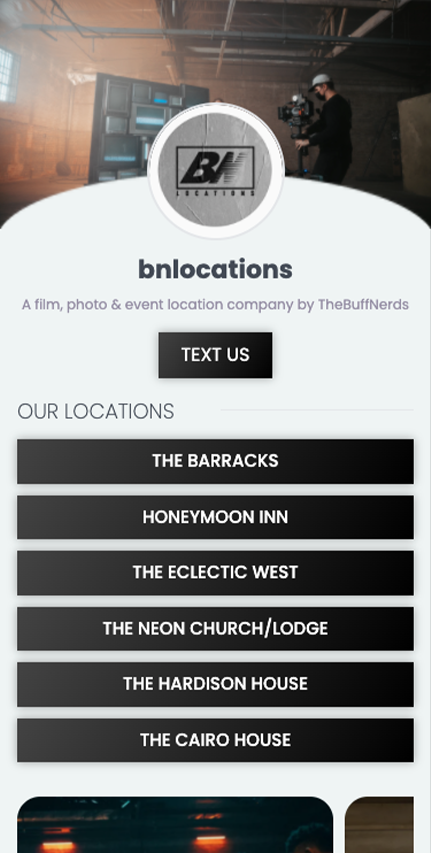 BN
LOCATIONS
bnlocations
A film, photo & event location company by TheBuffNerds
TEXT US
OUR LOCATIONS
THE BARRACKS
HONEYMOON INN
THE ECLECTIC WEST
THE NEON CHURCH/LODGE
THE HARDISON HOUSE
THE CAIRO HOUSE